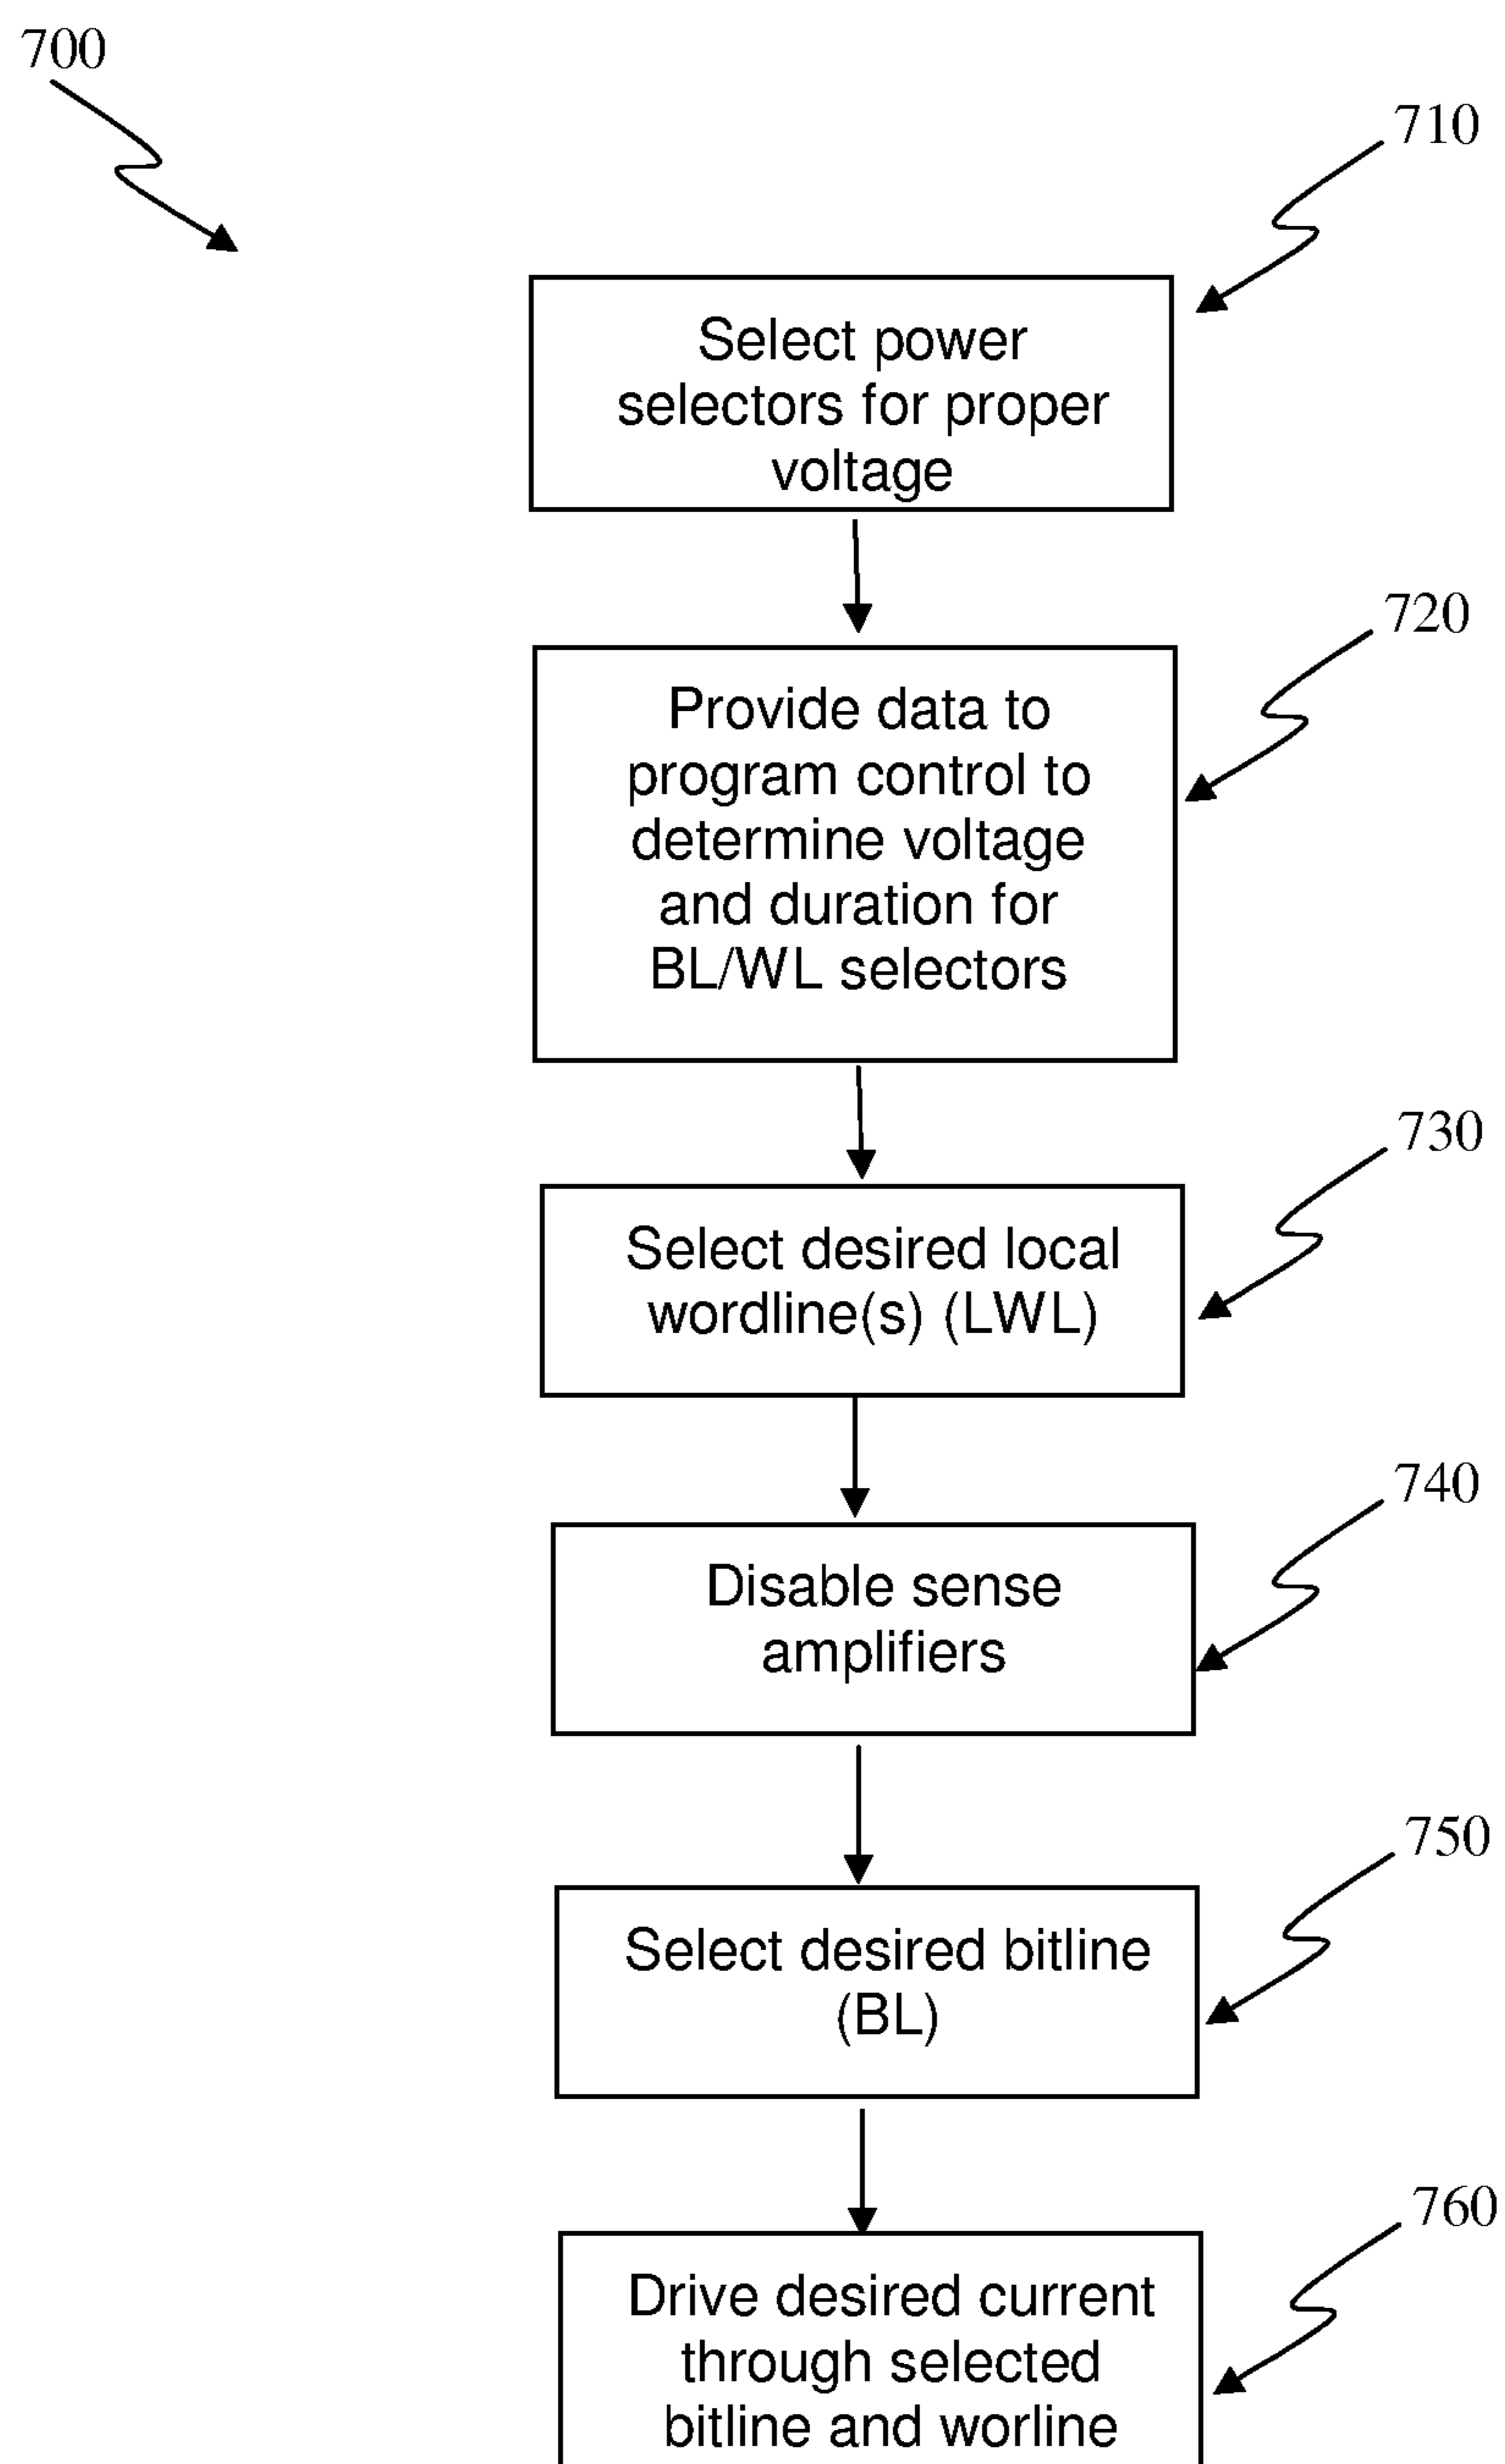 700
710
Select power
selectors for proper
voltage
720
Provide data to
program control to
determine voltage
and duration for
BL/WL selectors
730
Select desired local
wordline(s) (LWL)
740
Disable sense
amplifiers
750
Select desired bitline
(BL)
760
Drive desired current
through selected
bitline and worline